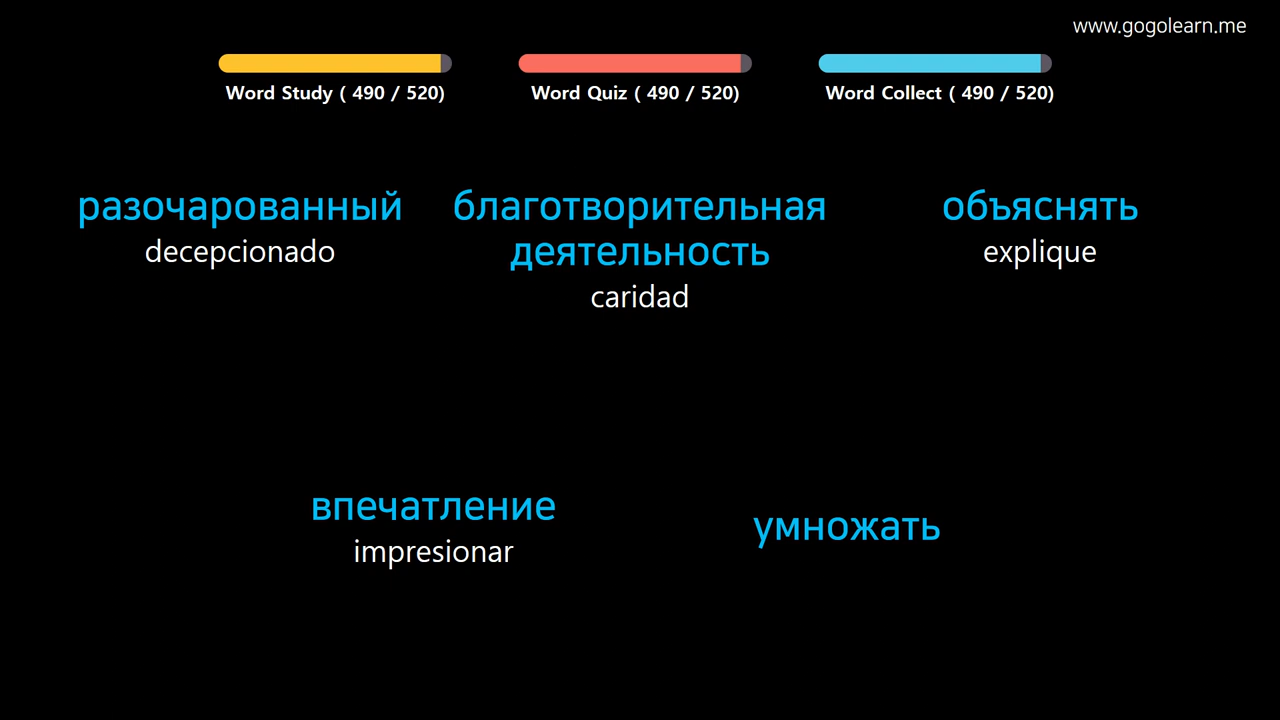 www.gogolearn.me
Word Study ( 490 / 520)
Word Quiz ( 490 / 520)
Word Collect ( 490 / 520)
разочарованный
decepcionado
благотворительная
деятельность
caridad
объяснять
explique
впечатление
impresionar
умножать